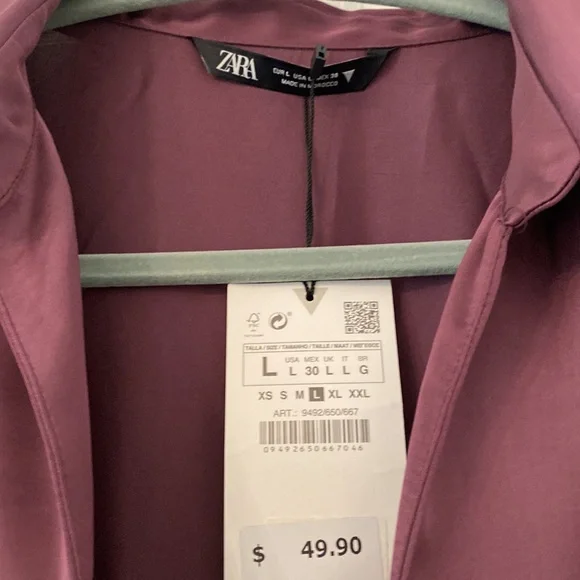 ZARA
EUR L USA L MEX 38
MADE IN MOROCCO
FSC
TALLA / SIZE / TAMANHO / TAILLE / MAAT /
USA MEX UK IT BR
L L 30 L L G
XS S M L XL XXL
ART.: 9492/650/667
09492650667046
$ 49.90